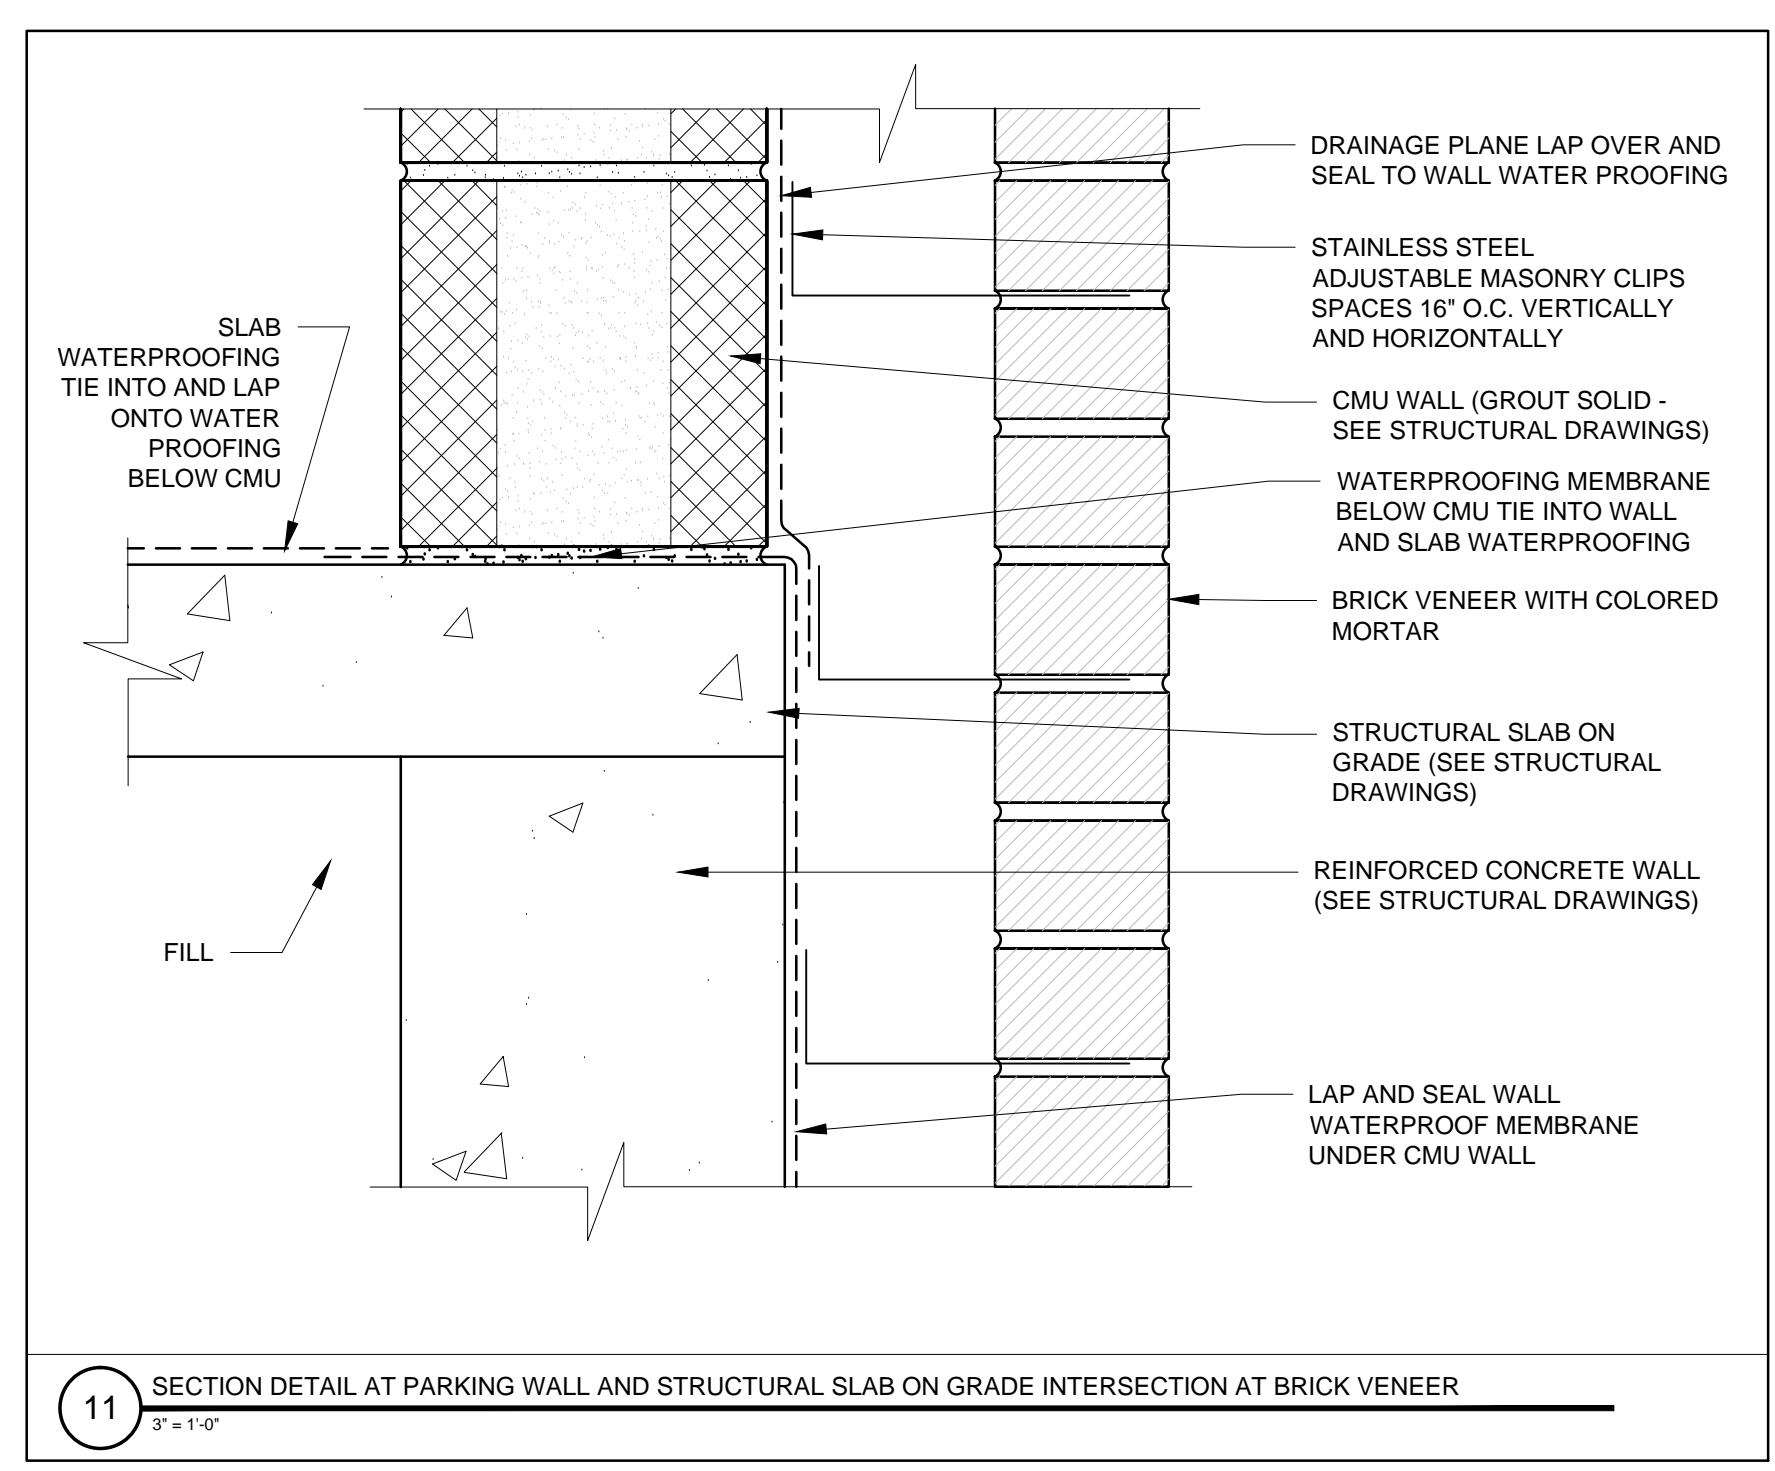 DRAINAGE PLANE LAP OVER AND
SEAL TO WALL WATER PROOFING
STAINLESS STEEL
ADJUSTABLE MASONRY CLIPS
SPACES 16" O.C. VERTICALLY
AND HORIZONTALLY
SLAB
WATERPROOFING
TIE INTO AND LAP
ONTO WATER
PROOFING
BELOW CMU
CMU WALL (GROUT SOLID -
SEE STRUCTURAL DRAWINGS)
WATERPROOFING MEMBRANE
BELOW CMU TIE INTO WALL
AND SLAB WATERPROOFING
BRICK VENEER WITH COLORED
MORTAR
STRUCTURAL SLAB ON
GRADE (SEE STRUCTURAL
DRAWINGS)
REINFORCED CONCRETE WALL
(SEE STRUCTURAL DRAWINGS)
FILL
LAP AND SEAL WALL
WATERPROOF MEMBRANE
UNDER CMU WALL
11
SECTION DETAIL AT PARKING WALL AND STRUCTURAL SLAB ON GRADE INTERSECTION AT BRICK VENEER
3" = 1'-0"